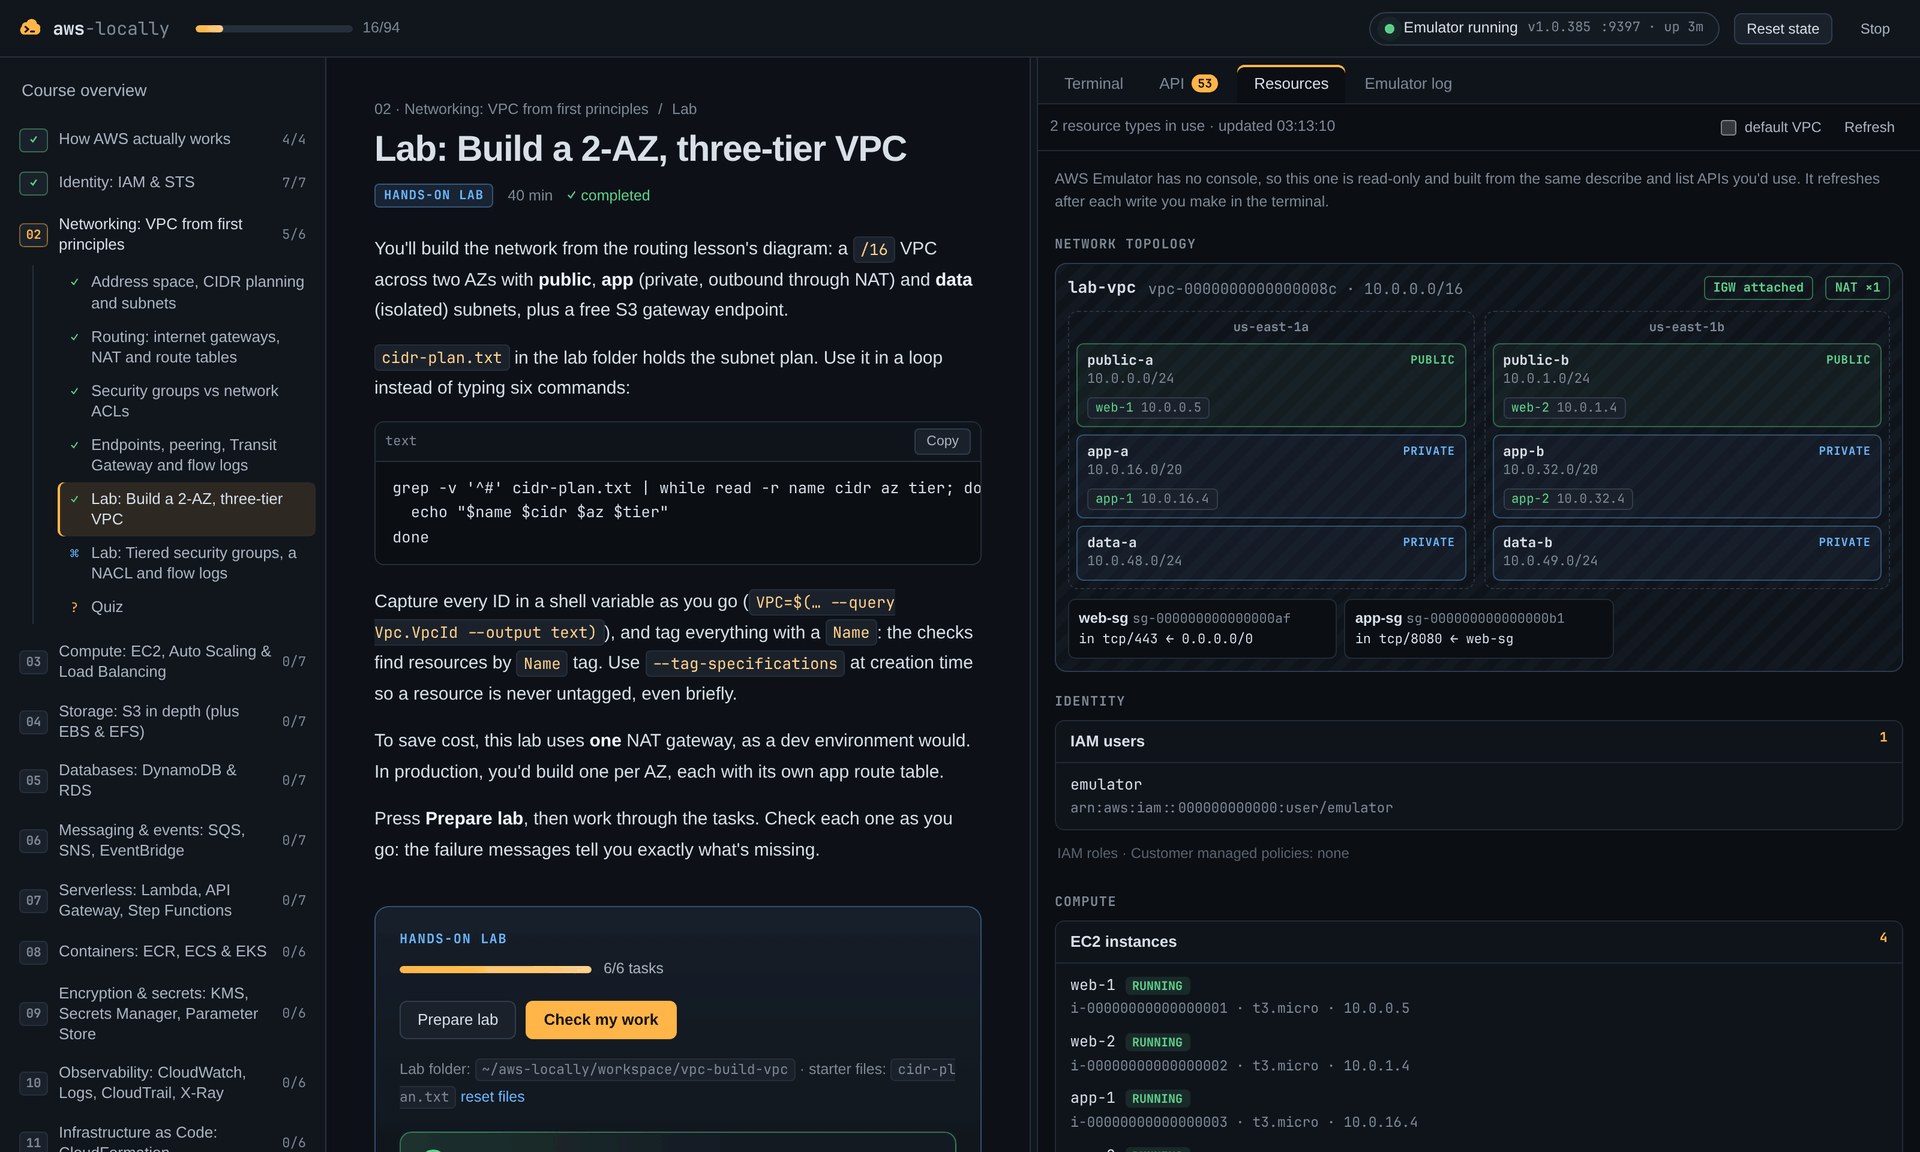 aws-locally
16/94
Emulator running v1.0.385 :9397 · up 3m
Reset state
Stop
Course overview
How AWS actually works 4/4
Identity: IAM & STS 7/7
02 Networking: VPC from first principles 5/6
Address space, CIDR planning
and subnets
Routing: internet gateways,
NAT and route tables
Security groups vs network
ACLs
Endpoints, peering, Transit
Gateway and flow logs
Lab: Build a 2-AZ, three-tier
VPC
Lab: Tiered security groups, a
NACL and flow logs
? Quiz
03 Compute: EC2, Auto Scaling & 0/7
Load Balancing
04 Storage: S3 in depth (plus 0/7
EBS & EFS)
05 Databases: DynamoDB & 0/7
RDS
06 Messaging & events: SQS, 0/7
SNS, EventBridge
07 Serverless: Lambda, API 0/7
Gateway, Step Functions
08 Containers: ECR, ECS & EKS 0/6
09 Encryption & secrets: KMS, 0/6
Secrets Manager, Parameter
Store
10 Observability: CloudWatch, 0/6
Logs, CloudTrail, X-Ray
11 Infrastructure as Code: 0/6
02 · Networking: VPC from first principles / Lab
Lab: Build a 2-AZ, three-tier VPC
HANDS-ON LAB 40 min ✓ completed
You'll build the network from the routing lesson's diagram: a /16 VPC
across two AZs with public, app (private, outbound through NAT) and data
(isolated) subnets, plus a free S3 gateway endpoint.
cidr-plan.txt in the lab folder holds the subnet plan. Use it in a loop
instead of typing six commands:
text
Copy
grep -v '^#' cidr-plan.txt | while read -r name cidr az tier; do
echo "$name $cidr $az $tier"
done
Capture every ID in a shell variable as you go (VPC=$(… --query
Vpc.VpcId --output text)), and tag everything with a Name: the checks
find resources by Name tag. Use --tag-specifications at creation time
so a resource is never untagged, even briefly.
To save cost, this lab uses one NAT gateway, as a dev environment would.
In production, you'd build one per AZ, each with its own app route table.
Press Prepare lab, then work through the tasks. Check each one as you
go: the failure messages tell you exactly what's missing.
HANDS-ON LAB
6/6 tasks
Prepare lab
Check my work
Lab folder: ~/aws-locally/workspace/vpc-build-vpc · starter files: cidr-pl
an.txt reset files
Terminal
API 53
Resources
Emulator log
2 resource types in use · updated 03:13:10
default VPC
Refresh
AWS Emulator has no console, so this one is read-only and built from the same describe and list APIs you'd use. It refreshes
after each write you make in the terminal.
NETWORK TOPOLOGY
lab-vpc vpc-0000000000000008c · 10.0.0.0/16
IGW attached
NAT ×1
us-east-1a
public-a PUBLIC
10.0.0.0/24
web-1 10.0.0.5
app-a PRIVATE
10.0.16.0/20
app-1 10.0.16.4
data-a PRIVATE
10.0.48.0/24
us-east-1b
public-b PUBLIC
10.0.1.0/24
web-2 10.0.1.4
app-b PRIVATE
10.0.32.0/20
app-2 10.0.32.4
data-b PRIVATE
10.0.49.0/24
web-sg sg-000000000000000af
in tcp/443 ← 0.0.0.0/0
app-sg sg-000000000000000b1
in tcp/8080 ← web-sg
IDENTITY
IAM users 1
emulator
arn:aws:iam::000000000000:user/emulator
IAM roles · Customer managed policies: none
COMPUTE
EC2 instances 4
web-1 RUNNING
i-00000000000000001 · t3.micro · 10.0.0.5
web-2 RUNNING
i-00000000000000002 · t3.micro · 10.0.1.4
app-1 RUNNING
i-00000000000000003 · t3.micro · 10.0.16.4